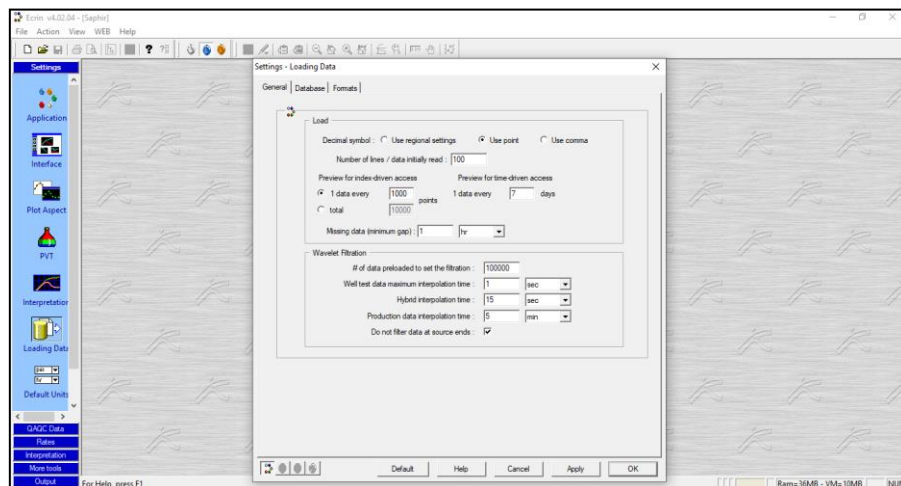 Ecrin v4.02.04 - [Saphir]
File Action View WEB Help
Settings
Application
Interface
Plot Aspect
PVT
Interpretation
Loading Data
Default Units
QAQC Data
Rates
Interpretation
More tools
Output
Settings - Loading Data
General Database Formats
Load
Decimal symbol : Use regional settings Use point Use comma
Number of lines / data initially read : 100
Preview for index-driven access Preview for time-driven access
1 data every 1000 points 1 data every 7 days
total 10000
Missing data (minimum gap) : 1 hr
Wavelet Filtration
# of data preloaded to set the filtration : 100000
Well test data maximum interpolation time : 1 sec
Hybrid interpolation time : 15 sec
Production data interpolation time : 5 min
Do not filter data at source ends :
Default Help Cancel Apply OK
For Help, press F1
Ram=36MB - VM=10MB